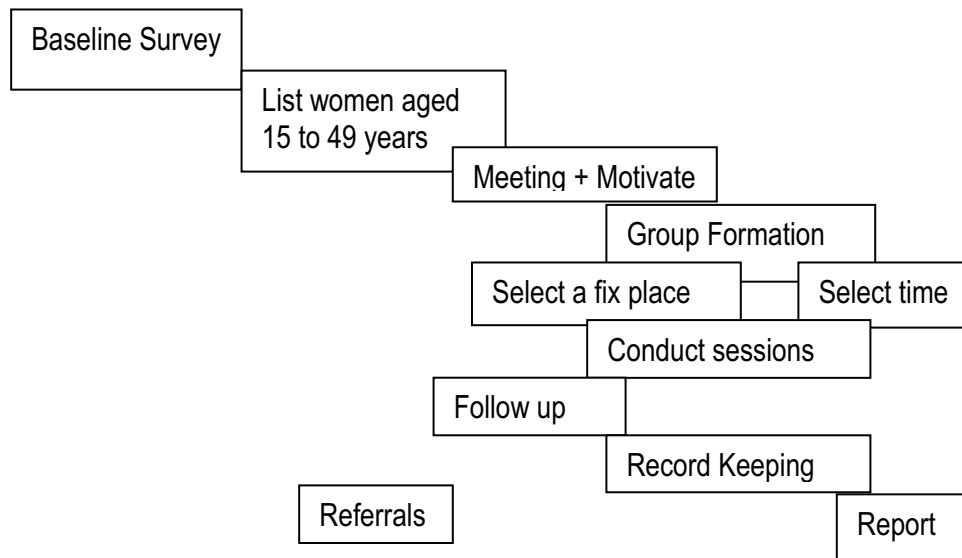 Baseline Survey
List women aged
15 to 49 years
Meeting + Motivate
Group Formation
Select a fix place
Select time
Conduct sessions
Follow up
Record Keeping
Referrals
Report